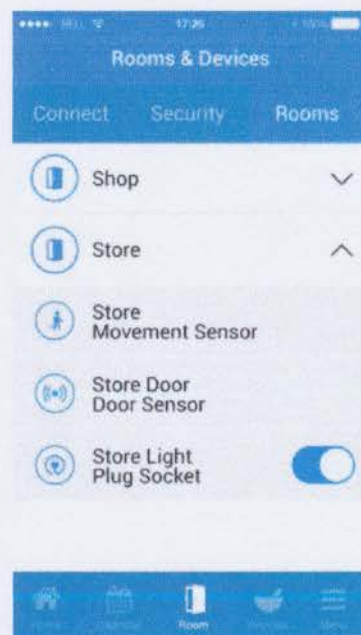 17:26
Rooms & Devices
Connect Security Rooms
Shop
Store
Store
Movement Sensor
Store Door
Door Sensor
Store Light
Plug Socket
Room
Menu